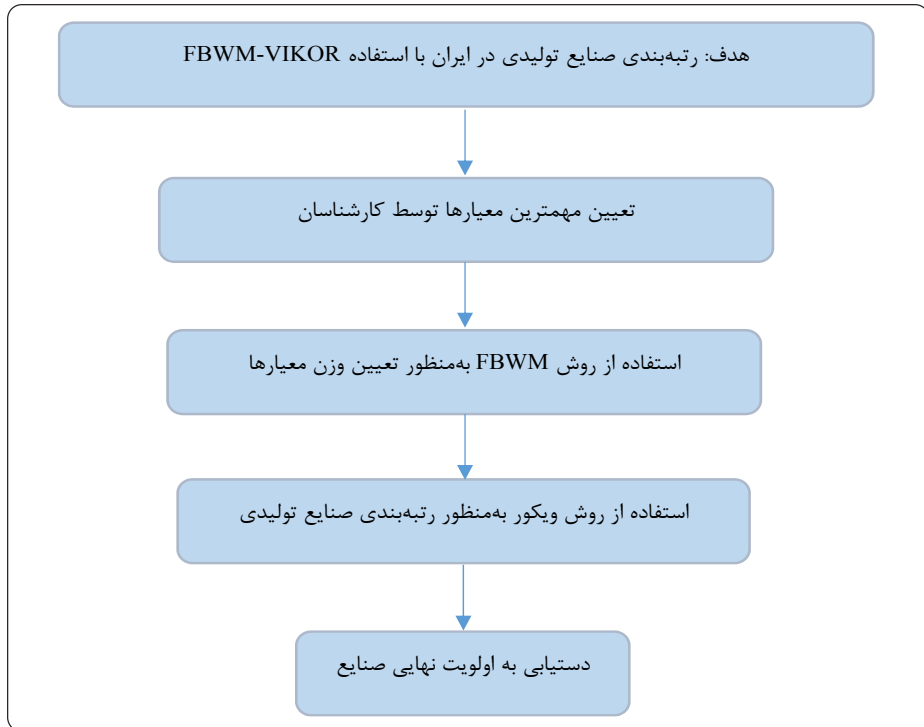 هدف: رتبه‌بندی صنایع تولیدی در ایران با استفاده FBWM-VIKOR
تعیین مهمترین معیارها توسط کارشناسان
استفاده از روش FBWM به‌منظور تعیین وزن معیارها
استفاده از روش ویکور به‌منظور رتبه‌بندی صنایع تولیدی
دستیابی به اولویت نهایی صنایع